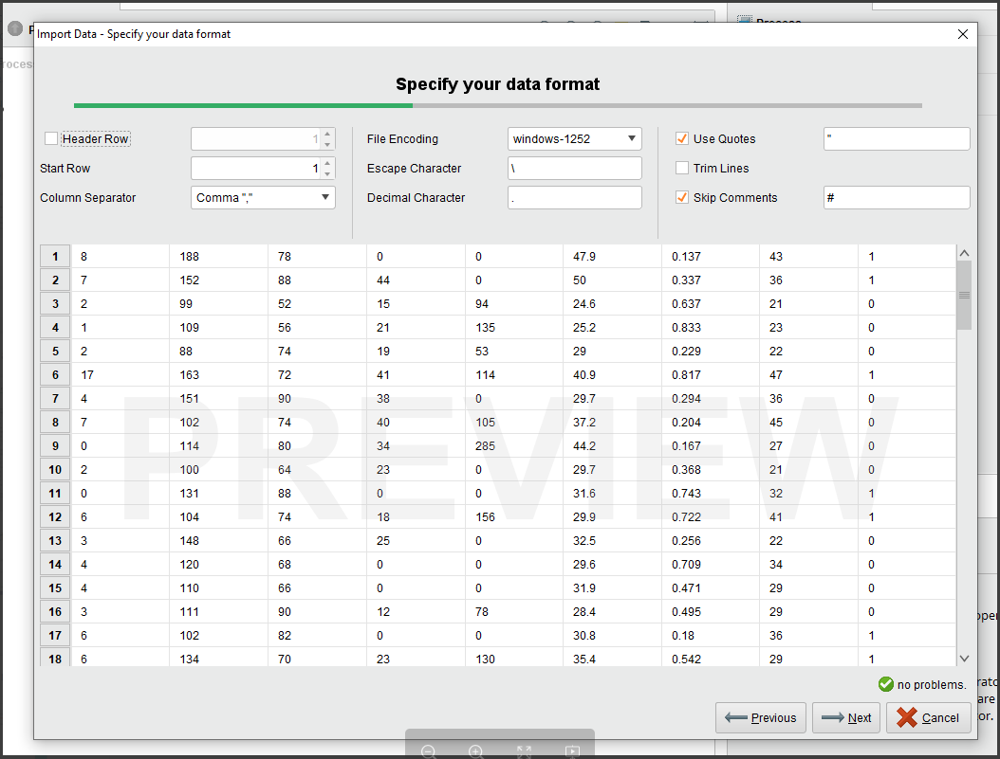 Process
Import Data - Specify your data format
Specify your data format
Header Row 1 File Encoding windows-1252 Use Quotes "
Start Row 1 Escape Character \ Trim Lines
Column Separator Comma "," Decimal Character . Skip Comments #
1 8 188 78 0 0 47.9 0.137 43 1
2 7 152 88 44 0 50 0.337 36 1
3 2 99 52 15 94 24.6 0.637 21 0
4 1 109 56 21 135 25.2 0.833 23 0
5 2 88 74 19 53 29 0.229 22 0
6 17 163 72 41 114 40.9 0.817 47 1
7 4 151 90 38 0 29.7 0.294 36 0
8 7 102 74 40 105 37.2 0.204 45 0
9 0 114 80 34 285 44.2 0.167 27 0
10 2 100 64 23 0 29.7 0.368 21 0
11 0 131 88 0 0 31.6 0.743 32 1
12 6 104 74 18 156 29.9 0.722 41 1
13 3 148 66 25 0 32.5 0.256 22 0
14 4 120 68 0 0 29.6 0.709 34 0
15 4 110 66 0 0 31.9 0.471 29 0
16 3 111 90 12 78 28.4 0.495 29 0
17 6 102 82 0 0 30.8 0.18 36 1
18 6 134 70 23 130 35.4 0.542 29 1
PREVIEW
no problems.
are
or.
Previous Next Cancel